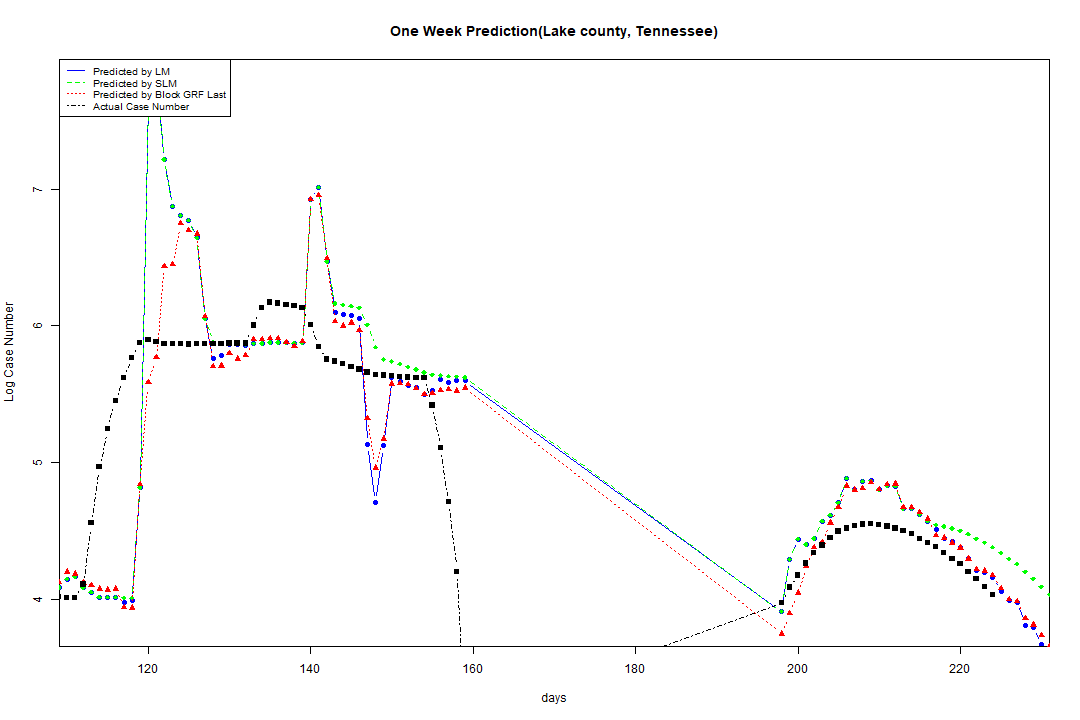 One Week Prediction(Lake county, Tennessee)
Predicted by LM
Predicted by SLM
Predicted by Block GRF Last
Actual Case Number
7
6
5
4
Log Case Number
120 140 160 180 200 220
days